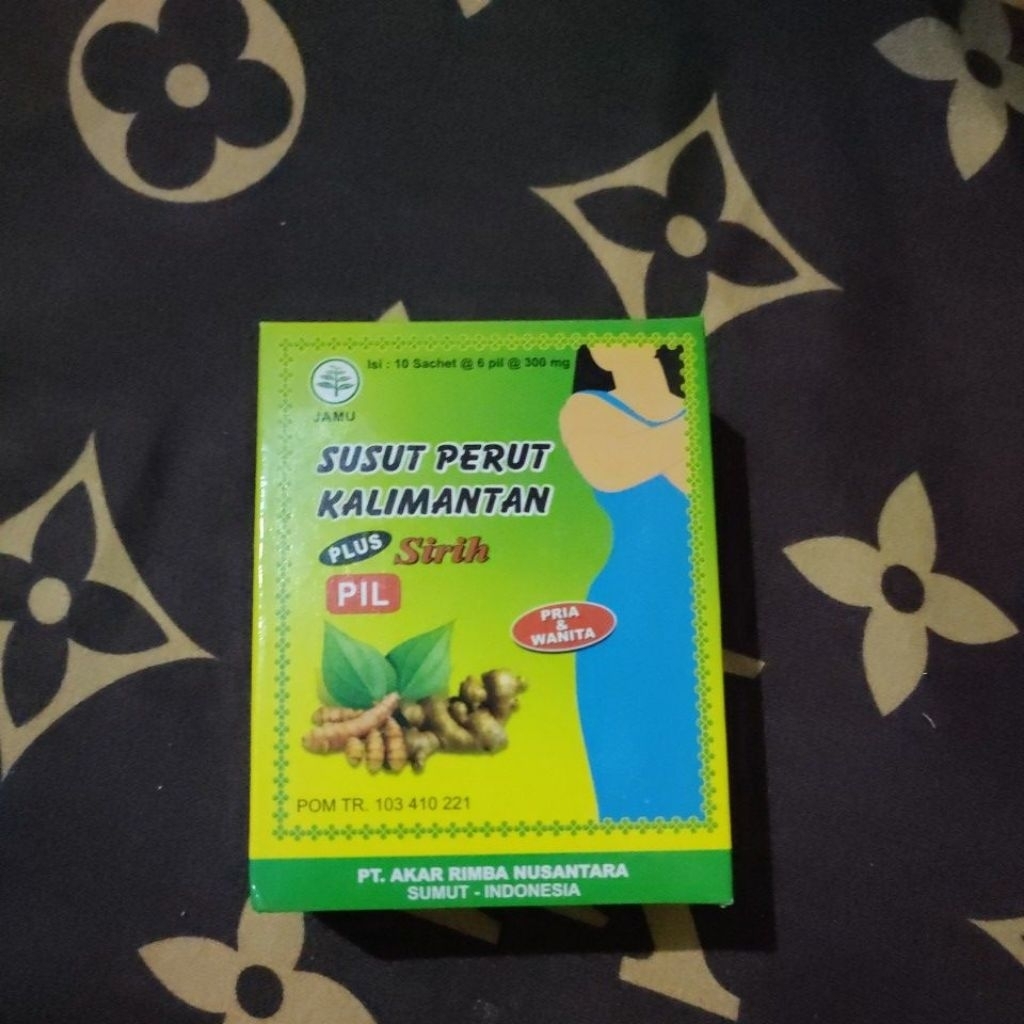 Isi : 10 Sachet @ 6 pil @ 300 mg
JAMU
SUSUT PERUT
KALIMANTAN
PLUS Sirih
PIL
PRIA
&
WANITA
POM TR. 103 410 221
PT. AKAR RIMBA NUSANTARA
SUMUT - INDONESIA